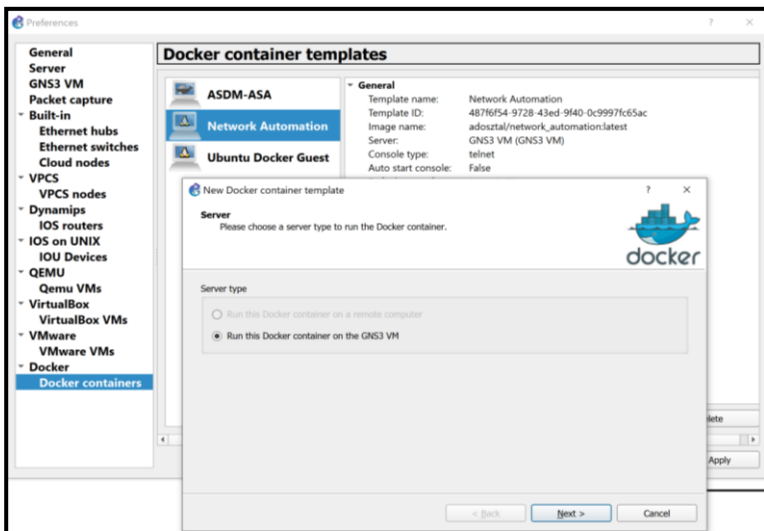 Preferences
General
Server
GNS3 VM
Packet capture
Built-in
Ethernet hubs
Ethernet switches
Cloud nodes
VPCS
VPCS nodes
Dynamips
IOS routers
IOS on UNIX
IOU Devices
QEMU
Qemu VMs
VirtualBox
VirtualBox VMs
VMware
VMware VMs
Docker
Docker containers
Docker container templates
ASDM-ASA
Network Automation
Ubuntu Docker Guest
General
Template name: Network Automation
Template ID: 487f6f54-9728-43ed-9f40-0c9997fc65ac
Image name: adosztal/network_automation:latest
Server: GNS3 VM (GNS3 VM)
Console type: telnet
Auto start console: False
New Docker container template
Server
Please choose a server type to run the Docker container.
docker
Server type
Run this Docker container on a remote computer
Run this Docker container on the GNS3 VM
< Back
Next >
Cancel
Apply